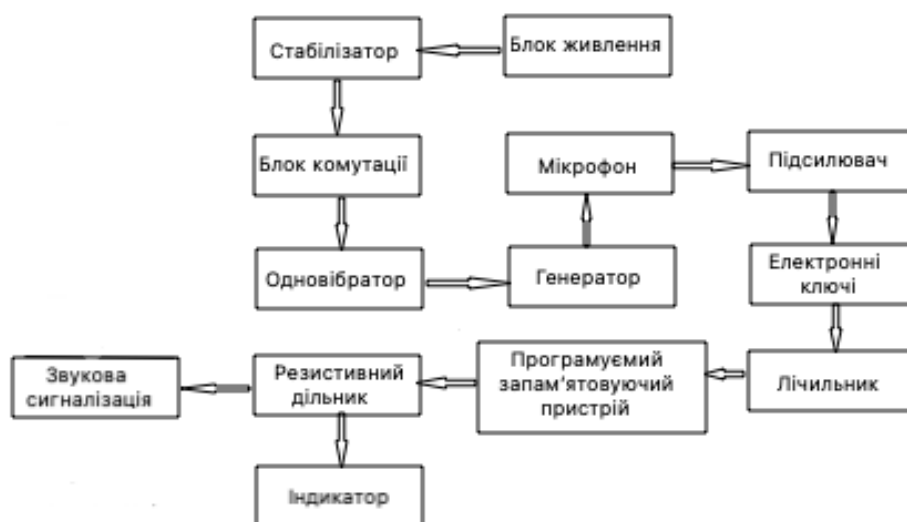 Стабілізатор
Блок живлення
Блок комутації
Мікрофон
Підсилювач
Одновібратор
Генератор
Електронні
ключі
Звукова
сигналізація
Резистивний
дільник
Програмуємий
запам'ятовуючий
пристрій
Лічильник
Індикатор